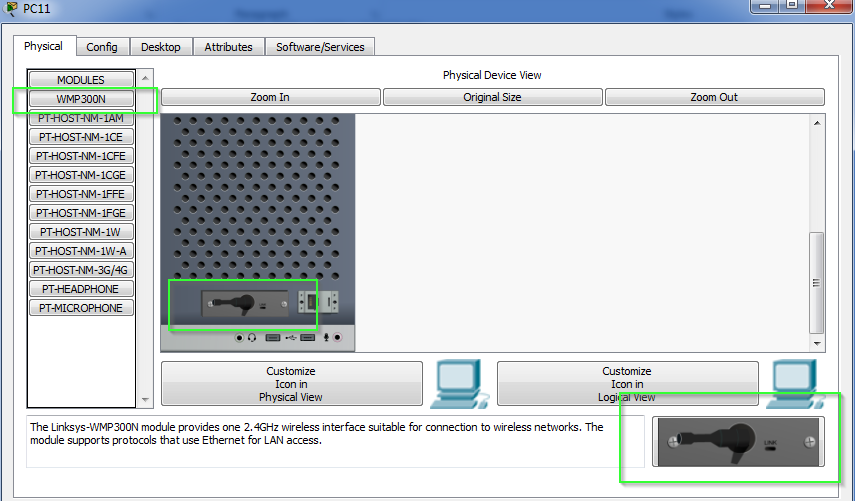 PC11
Physical
Config
Desktop
Attributes
Software/Services
MODULES
WMP300N
PT-HOST-NM-1AM
PT-HOST-NM-1CE
PT-HOST-NM-1CFE
PT-HOST-NM-1CGE
PT-HOST-NM-1FFE
PT-HOST-NM-1FGE
PT-HOST-NM-1W
PT-HOST-NM-1W-A
PT-HOST-NM-3G/4G
PT-HEADPHONE
PT-MICROPHONE
Physical Device View
Zoom In
Original Size
Zoom Out
Customize
Icon in
Physical View
Customize
Icon in
Logical View
The Linksys-WMP300N module provides one 2.4GHz wireless interface suitable for connection to wireless networks. The
module supports protocols that use Ethernet for LAN access.
LINK